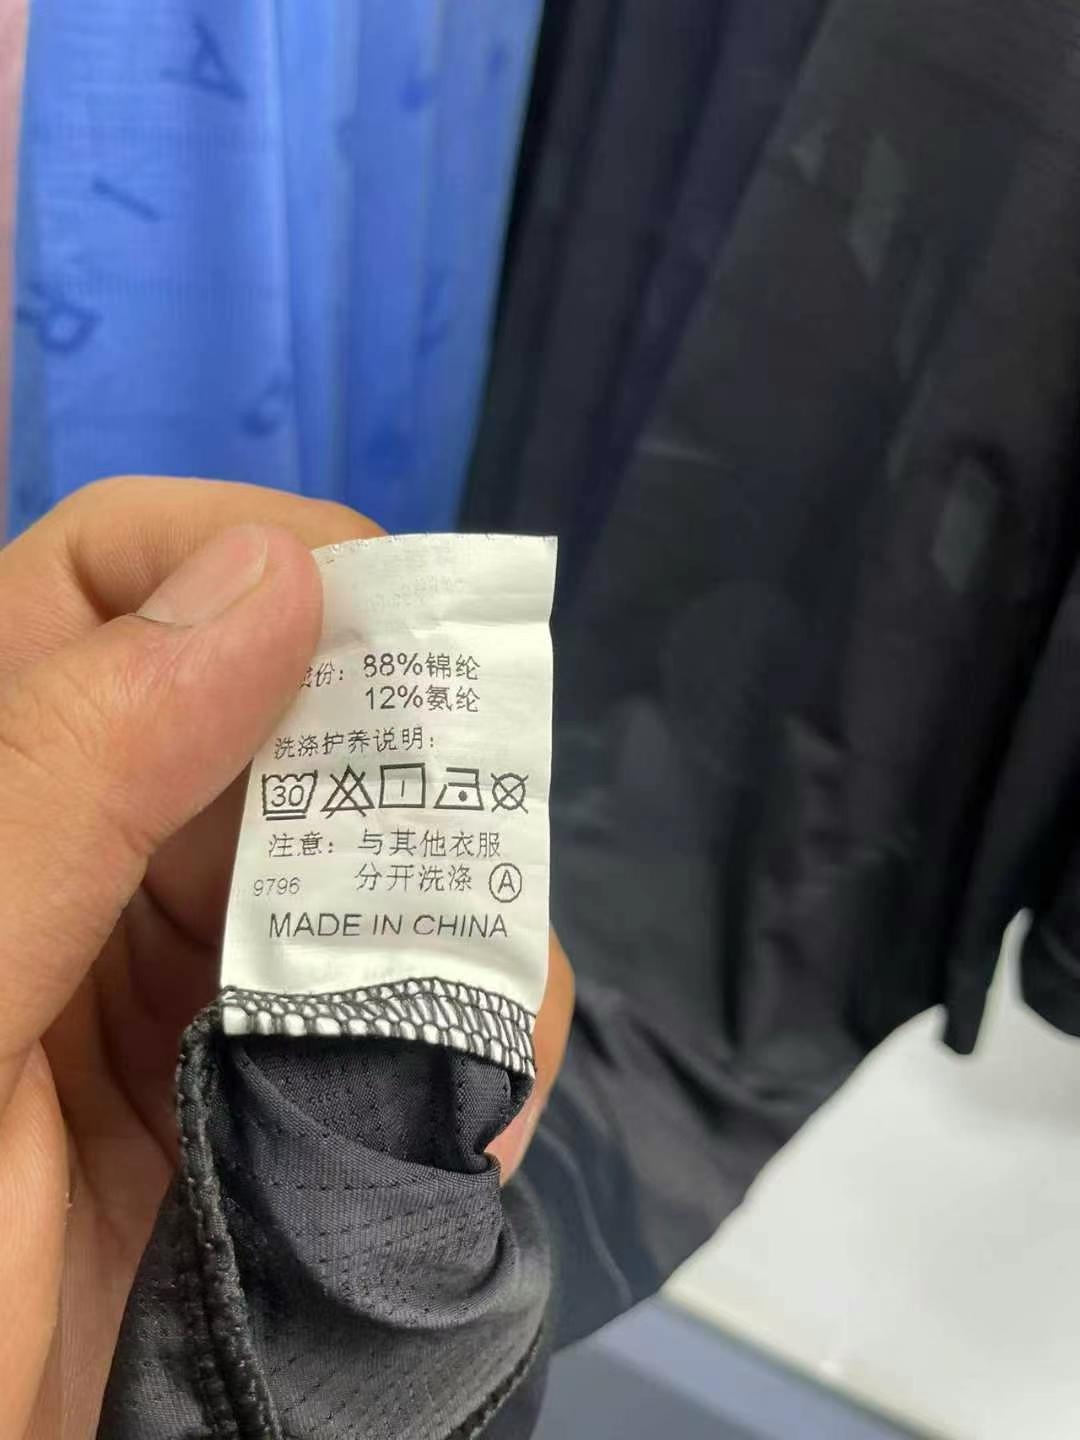 成份：88%锦纶
12%氨纶
洗涤护养说明：
30
注意：与其他衣服
分开洗涤 Ⓐ
9796
MADE IN CHINA